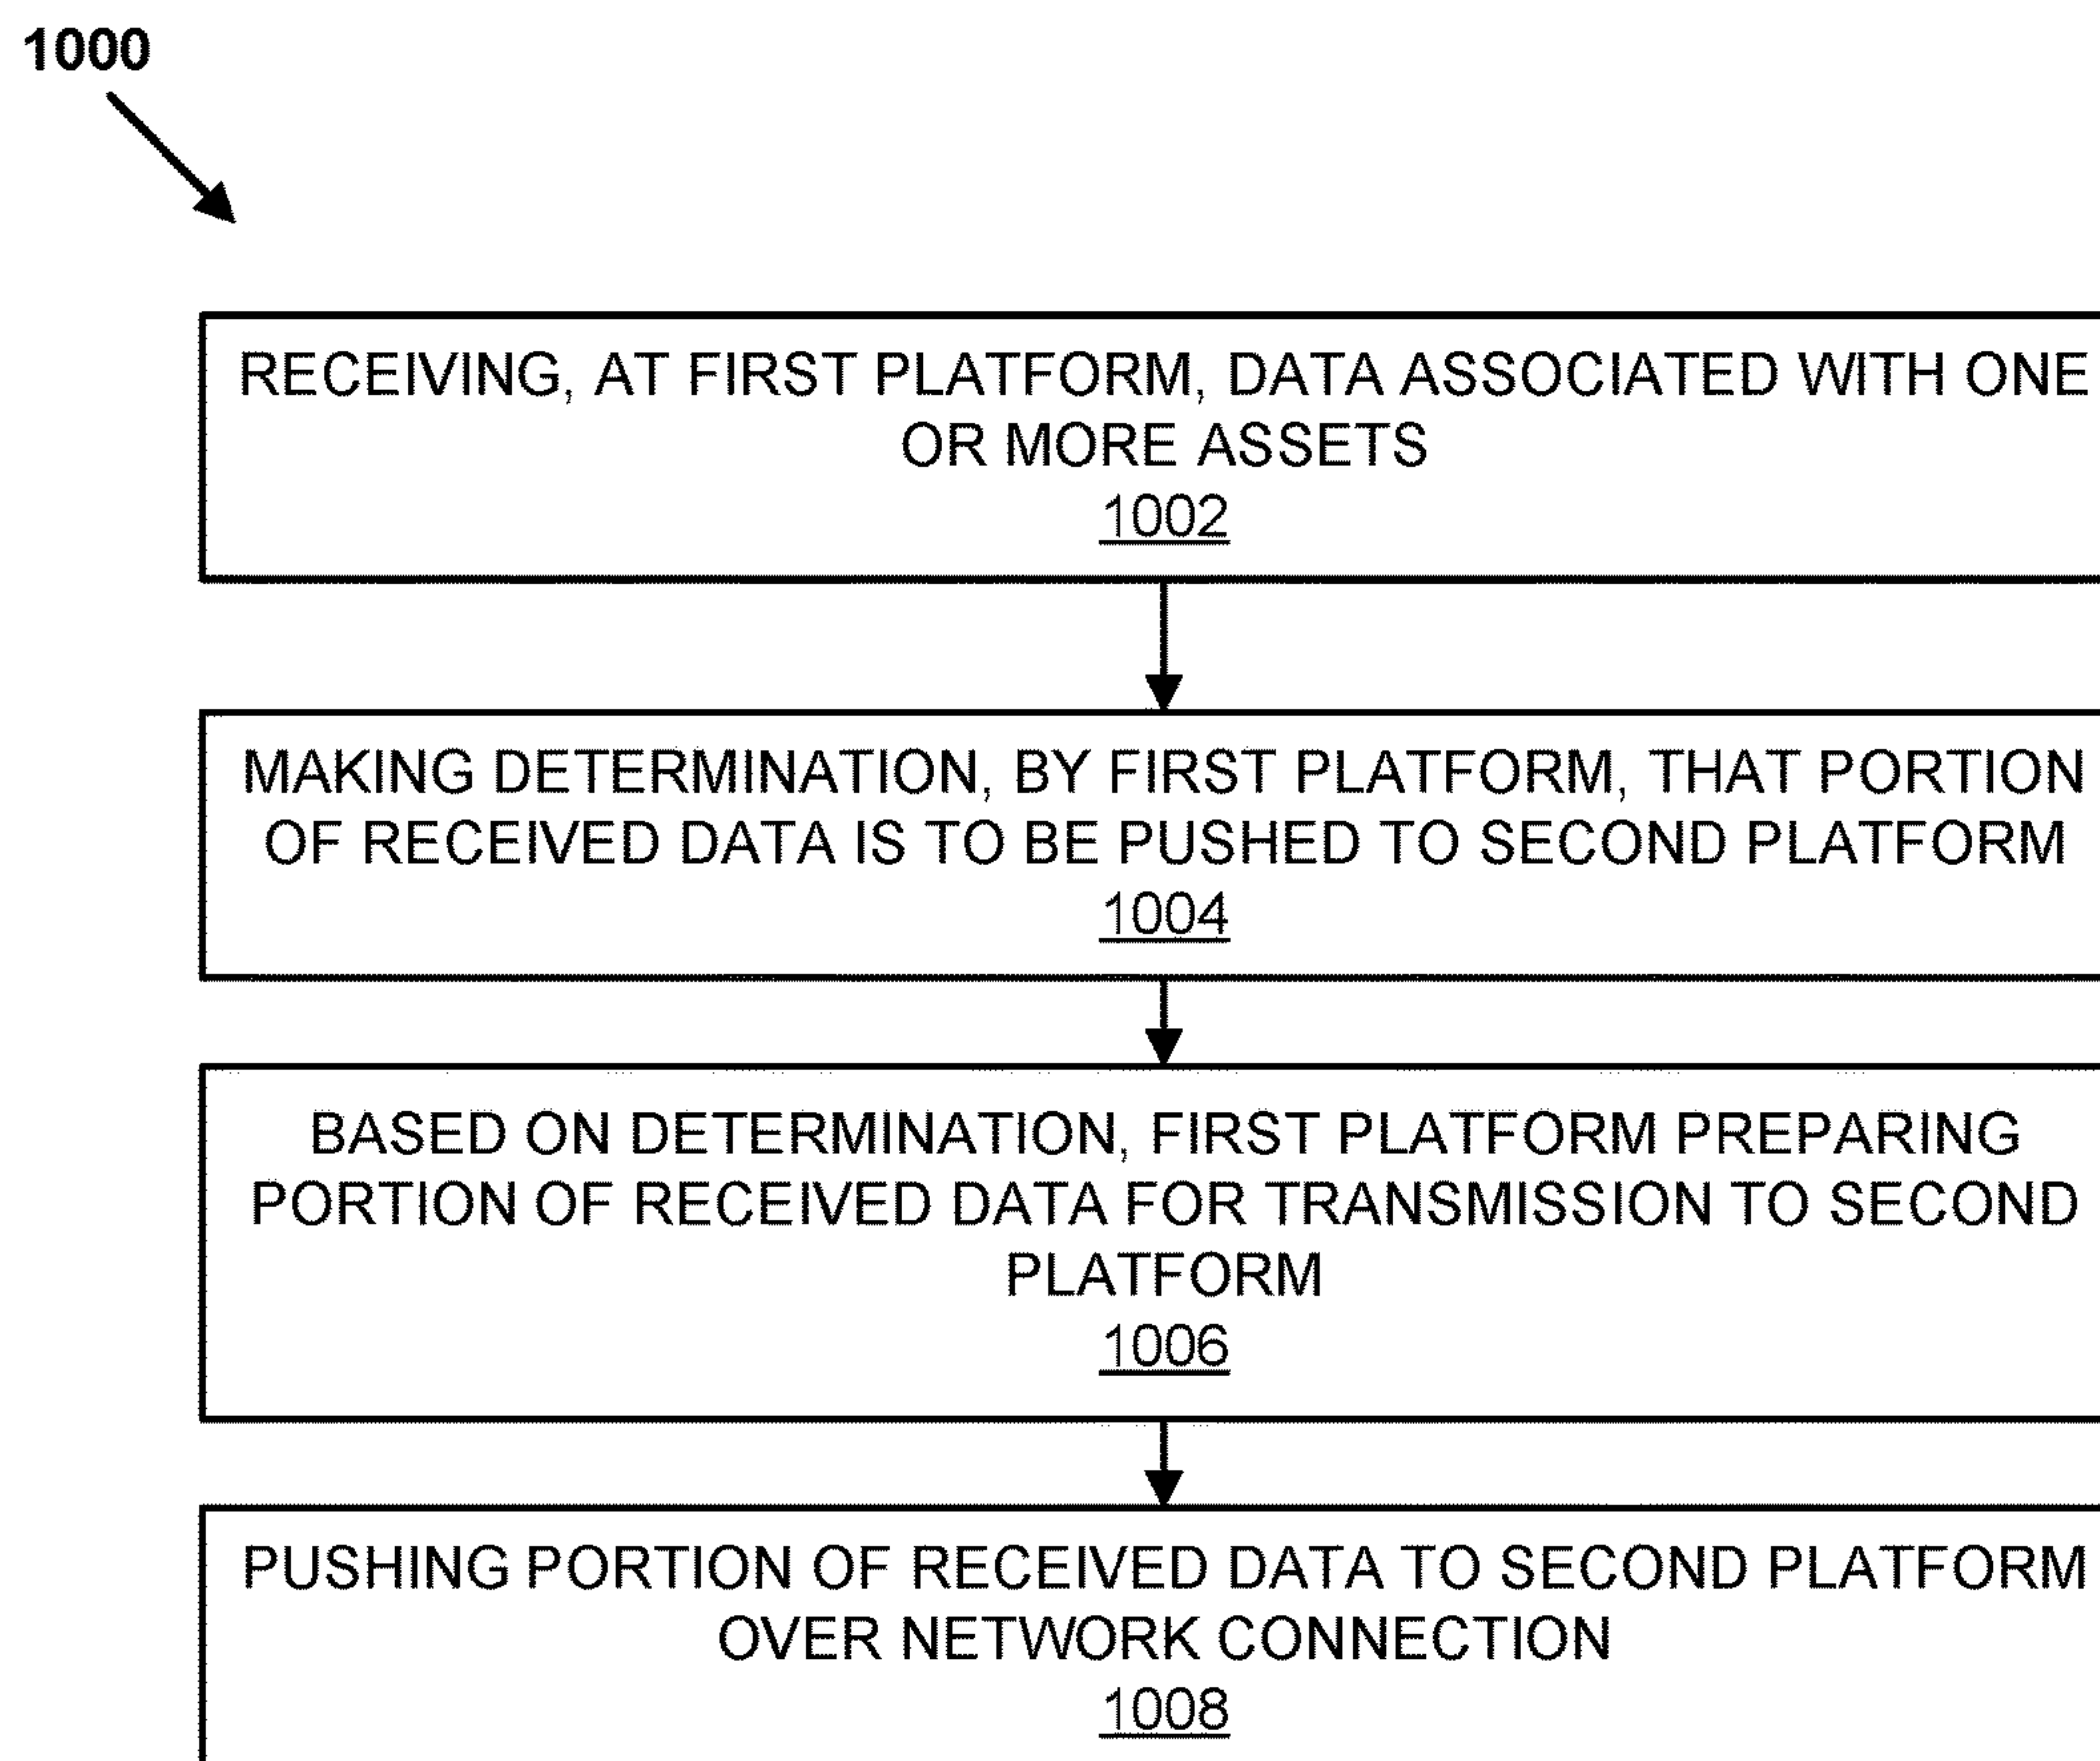 1000
RECEIVING, AT FIRST PLATFORM, DATA ASSOCIATED WITH ONE
OR MORE ASSETS
1002
MAKING DETERMINATION, BY FIRST PLATFORM, THAT PORTION
OF RECEIVED DATA IS TO BE PUSHED TO SECOND PLATFORM
1004
BASED ON DETERMINATION, FIRST PLATFORM PREPARING
PORTION OF RECEIVED DATA FOR TRANSMISSION TO SECOND
PLATFORM
1006
PUSHING PORTION OF RECEIVED DATA TO SECOND PLATFORM
OVER NETWORK CONNECTION
1008